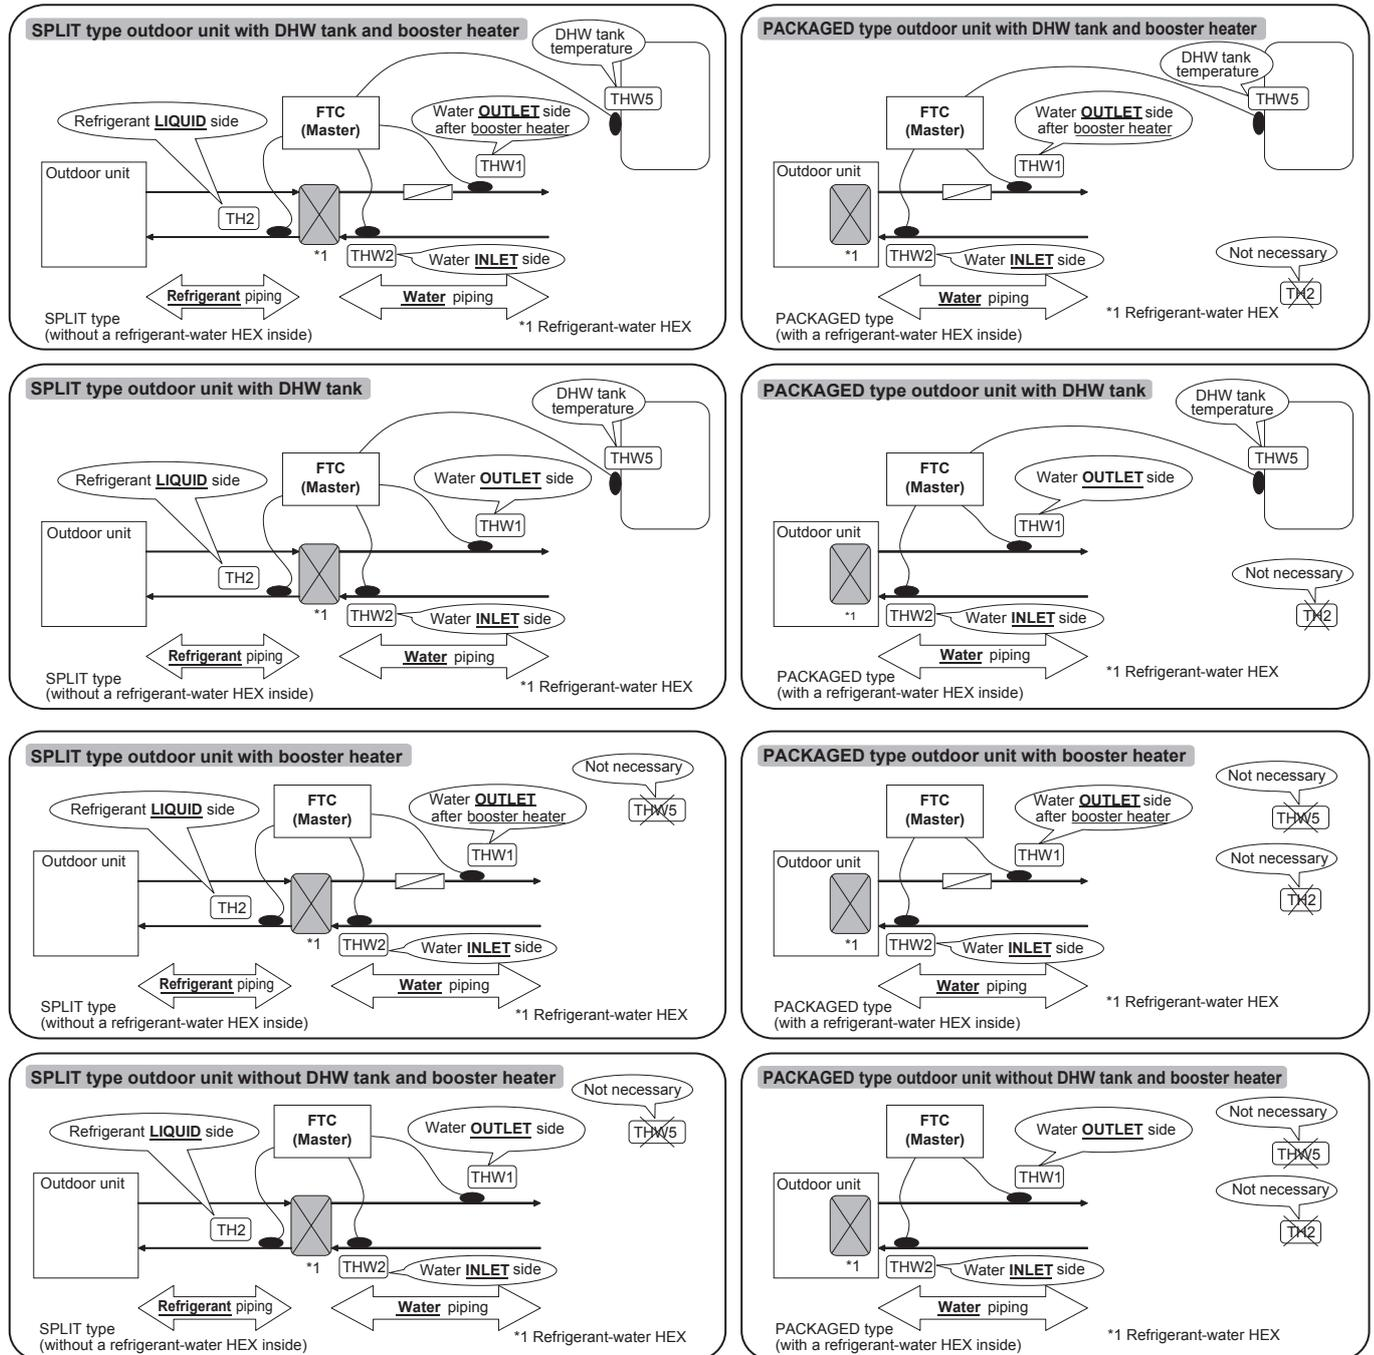 SPLIT type outdoor unit with DHW tank and booster heater
DHW tank
temperature
THW5
FTC
(Master)
Refrigerant LIQUID side
Water OUTLET side
after booster heater
THW1
Outdoor unit
TH2
*1
THW2
Water INLET side
Refrigerant piping
Water piping
SPLIT type
(without a refrigerant-water HEX inside)
*1 Refrigerant-water HEX
PACKAGED type outdoor unit with DHW tank and booster heater
DHW tank
temperature
THW5
FTC
(Master)
Water OUTLET side
after booster heater
THW1
Outdoor unit
*1
THW2
Water INLET side
Not necessary
TH2
Water piping
PACKAGED type
(with a refrigerant-water HEX inside)
*1 Refrigerant-water HEX
SPLIT type outdoor unit with DHW tank
DHW tank
temperature
THW5
FTC
(Master)
Refrigerant LIQUID side
Water OUTLET side
THW1
Outdoor unit
TH2
*1
THW2
Water INLET side
Refrigerant piping
Water piping
SPLIT type
(without a refrigerant-water HEX inside)
*1 Refrigerant-water HEX
PACKAGED type outdoor unit with DHW tank
DHW tank
temperature
THW5
FTC
(Master)
Water OUTLET side
THW1
Outdoor unit
*1
THW2
Water INLET side
Not necessary
TH2
Water piping
PACKAGED type
(with a refrigerant-water HEX inside)
*1 Refrigerant-water HEX
SPLIT type outdoor unit with booster heater
Not necessary
THW5
FTC
(Master)
Refrigerant LIQUID side
Water OUTLET
after booster heater
THW1
Outdoor unit
TH2
*1
THW2
Water INLET side
Refrigerant piping
Water piping
SPLIT type
(without a refrigerant-water HEX inside)
*1 Refrigerant-water HEX
PACKAGED type outdoor unit with booster heater
Not necessary
THW5
FTC
(Master)
Water OUTLET side
after booster heater
THW1
Outdoor unit
Not necessary
TH2
*1
THW2
Water INLET side
Water piping
PACKAGED type
(with a refrigerant-water HEX inside)
*1 Refrigerant-water HEX
SPLIT type outdoor unit without DHW tank and booster heater
Not necessary
THW5
FTC
(Master)
Refrigerant LIQUID side
Water OUTLET side
THW1
Outdoor unit
TH2
*1
THW2
Water INLET side
Refrigerant piping
Water piping
SPLIT type
(without a refrigerant-water HEX inside)
*1 Refrigerant-water HEX
PACKAGED type outdoor unit without DHW tank and booster heater
Not necessary
THW5
FTC
(Master)
Water OUTLET side
THW1
Outdoor unit
Not necessary
TH2
*1
THW2
Water INLET side
Water piping
PACKAGED type
(with a refrigerant-water HEX inside)
*1 Refrigerant-water HEX